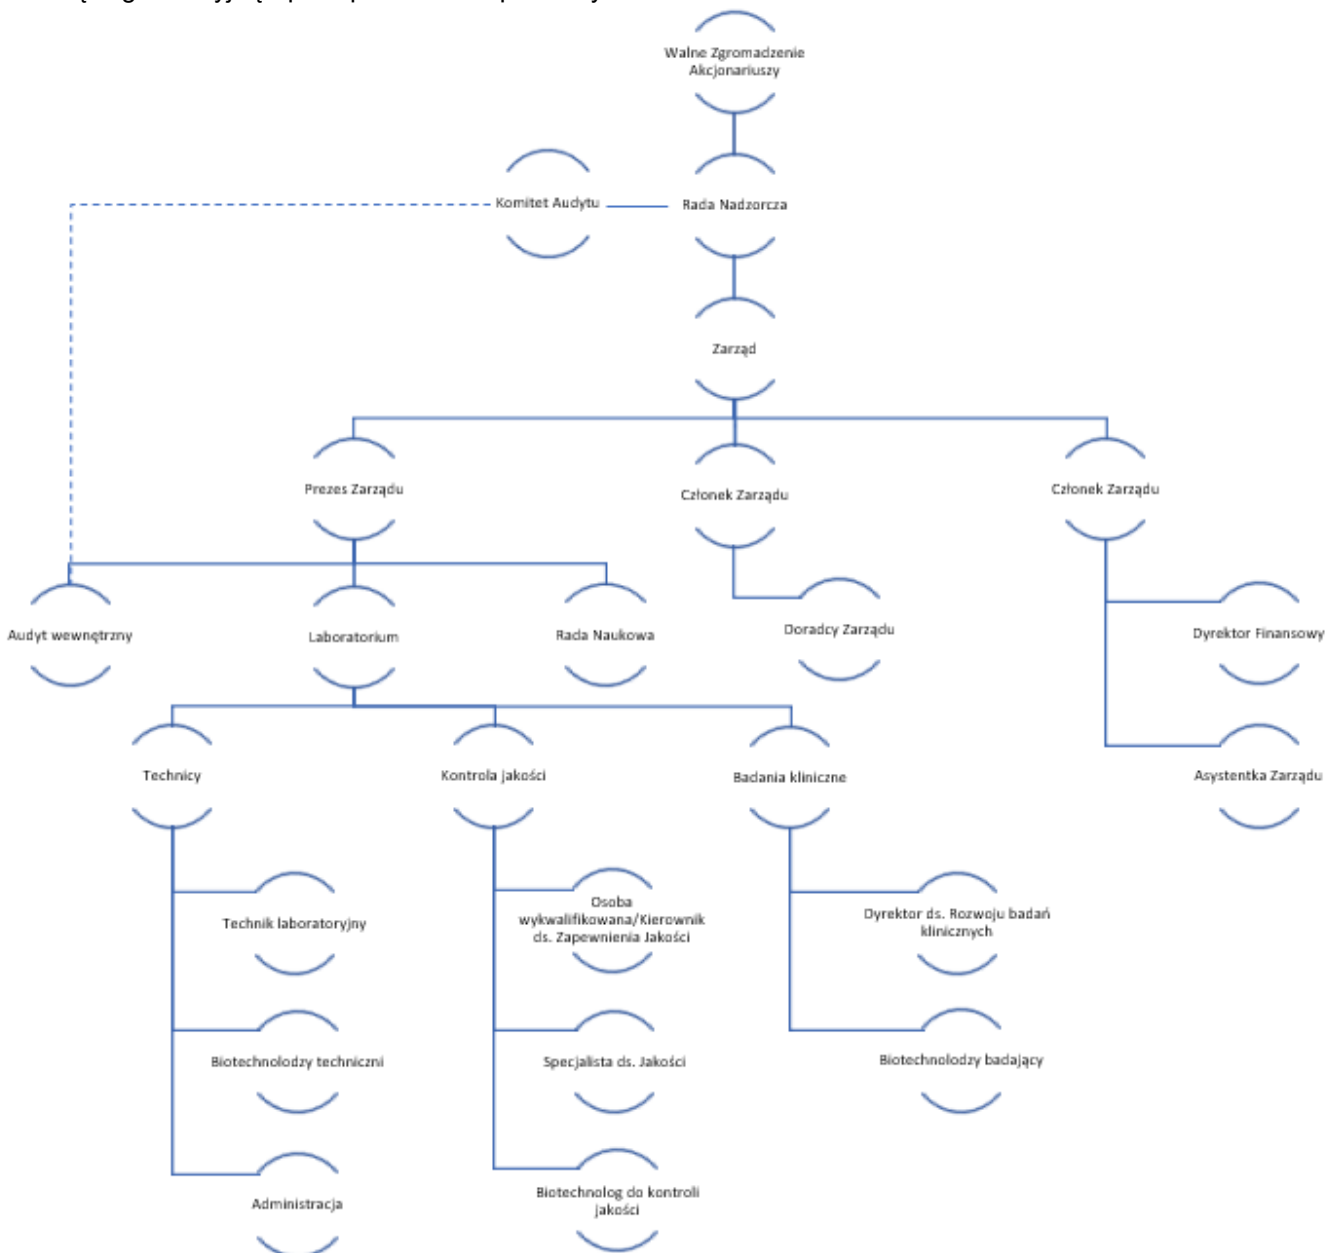 Walne Zgromadzenie
Akcjonariuszy
Komitet Audytu
Rada Nadzorcza
Zarząd
Prezes Zarządu
Członek Zarządu
Członek Zarządu
Audyt wewnętrzny
Laboratorium
Rada Naukowa
Doradcy Zarządu
Dyrektor Finansowy
Technicy
Kontrola jakości
Badania kliniczne
Asystentka Zarządu
Technik laboratoryjny
Osoba
wykwalifikowana/Kierownik
ds. Zapewnienia Jakości
Dyrektor ds. Rozwoju badań
klinicznych
Biotechnolodzy techniczni
Specjalista ds. Jakości
Biotechnolodzy badający
Administracja
Biotechnolog do kontroli
jakości